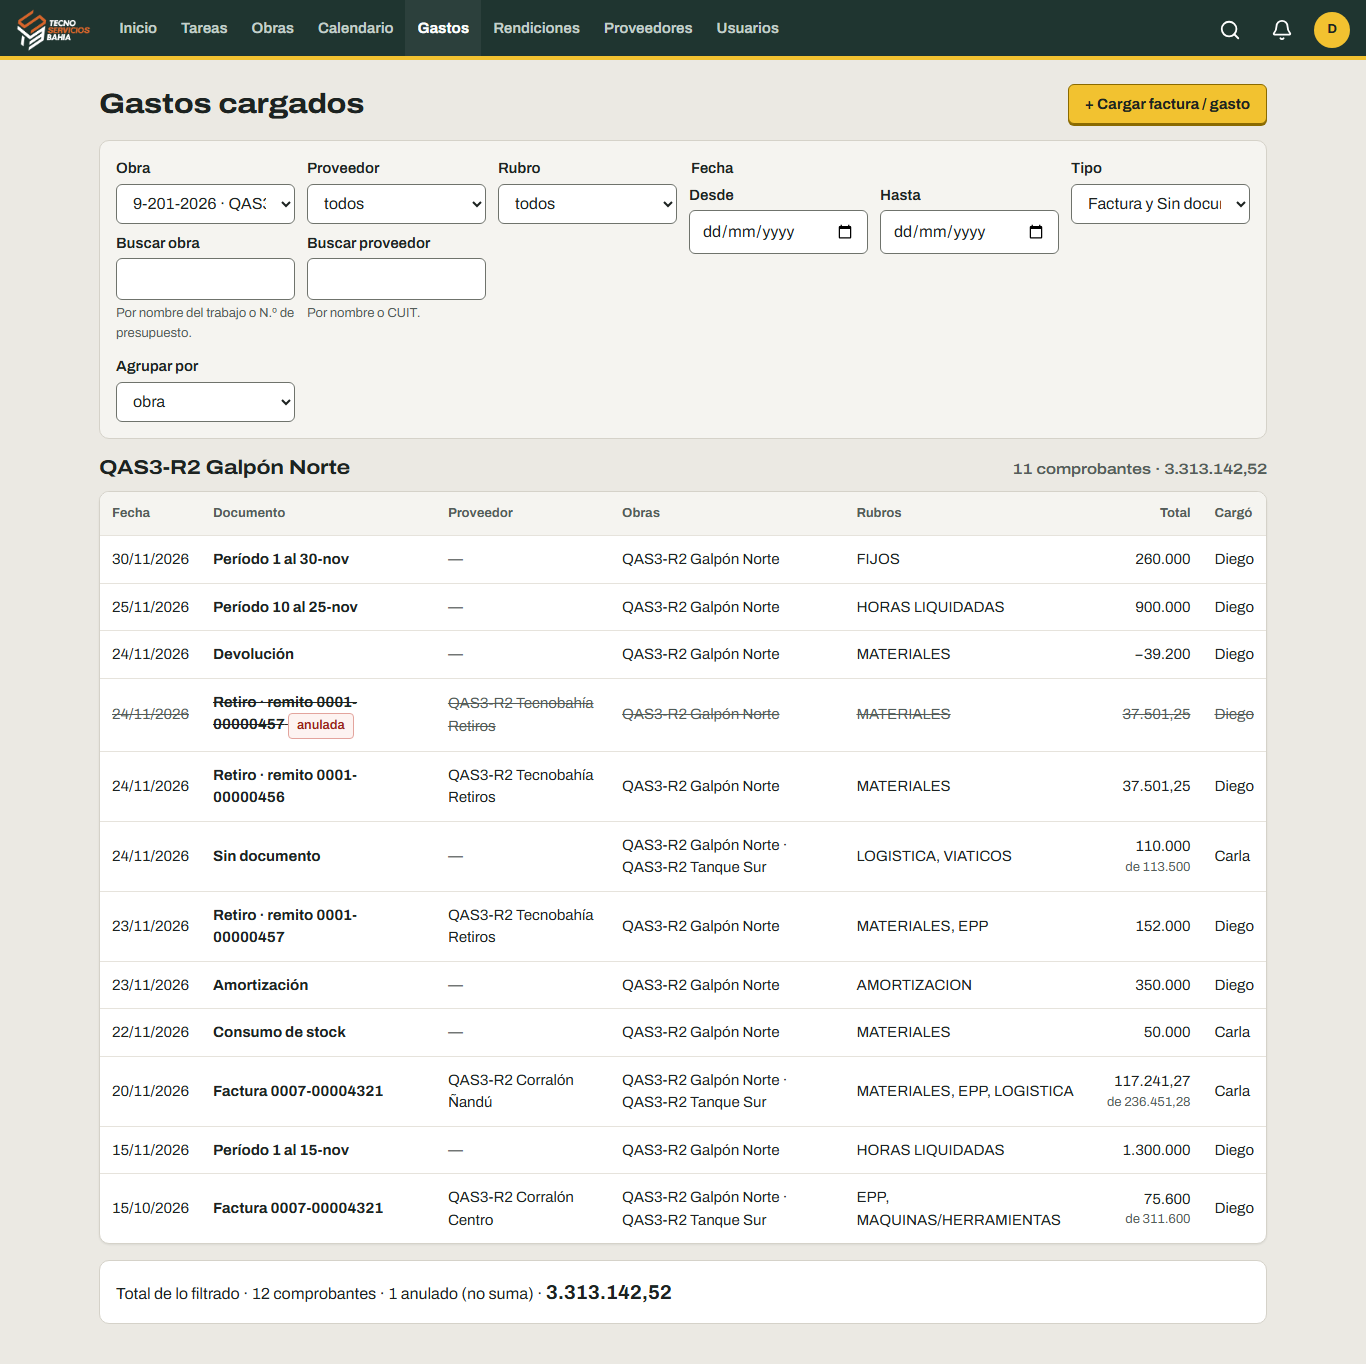 TECNO
SERVICIOS
BAHIA
Inicio
Tareas
Obras
Calendario
Gastos
Rendiciones
Proveedores
Usuarios
D
Gastos cargados
+ Cargar factura / gasto
Obra
Proveedor
Rubro
Fecha
Tipo
Desde
Hasta
9-201-2026 · QAS3
todos
todos
dd/mm/yyyy
dd/mm/yyyy
Factura y Sin docu
Buscar obra
Buscar proveedor
Por nombre del trabajo o N.º de
presupuesto.
Por nombre o CUIT.
Agrupar por
obra
QAS3-R2 Galpón Norte
11 comprobantes · 3.313.142,52
Fecha Documento Proveedor Obras Rubros Total Cargó
30/11/2026 Período 1 al 30-nov — QAS3-R2 Galpón Norte FIJOS 260.000 Diego
25/11/2026 Período 10 al 25-nov — QAS3-R2 Galpón Norte HORAS LIQUIDADAS 900.000 Diego
24/11/2026 Devolución — QAS3-R2 Galpón Norte MATERIALES −39.200 Diego
24/11/2026 Retiro · remito 0001-
00000457 anulada
QAS3-R2 Tecnobahía
Retiros
QAS3-R2 Galpón Norte MATERIALES 37.501,25 Diego
24/11/2026 Retiro · remito 0001-
00000456
QAS3-R2 Tecnobahía
Retiros
QAS3-R2 Galpón Norte MATERIALES 37.501,25 Diego
24/11/2026 Sin documento — QAS3-R2 Galpón Norte ·
QAS3-R2 Tanque Sur
LOGISTICA, VIATICOS 110.000
de 113.500
Carla
23/11/2026 Retiro · remito 0001-
00000457
QAS3-R2 Tecnobahía
Retiros
QAS3-R2 Galpón Norte MATERIALES, EPP 152.000 Diego
23/11/2026 Amortización — QAS3-R2 Galpón Norte AMORTIZACION 350.000 Diego
22/11/2026 Consumo de stock — QAS3-R2 Galpón Norte MATERIALES 50.000 Carla
20/11/2026 Factura 0007-00004321 QAS3-R2 Corralón
Ñandú
QAS3-R2 Galpón Norte ·
QAS3-R2 Tanque Sur
MATERIALES, EPP, LOGISTICA 117.241,27
de 236.451,28
Carla
15/11/2026 Período 1 al 15-nov — QAS3-R2 Galpón Norte HORAS LIQUIDADAS 1.300.000 Diego
15/10/2026 Factura 0007-00004321 QAS3-R2 Corralón
Centro
QAS3-R2 Galpón Norte ·
QAS3-R2 Tanque Sur
EPP,
MAQUINAS/HERRAMIENTAS
75.600
de 311.600
Diego
Total de lo filtrado · 12 comprobantes · 1 anulado (no suma) · 3.313.142,52